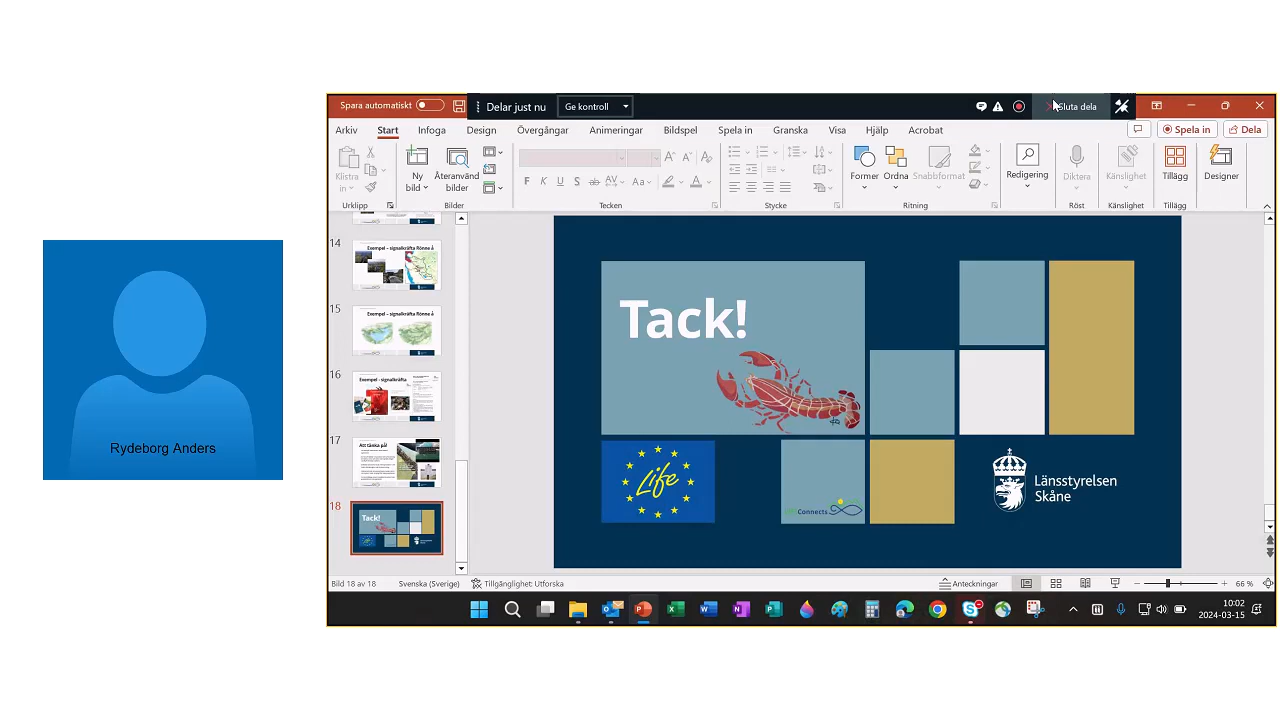 Rydeborg Anders
Spara automatiskt
Delar just nu
Ge kontroll
Sluta dela
Arkiv Start Infoga Design Övergångar Animeringar Bildspel Spela in Granska Visa Hjälp Acrobat
Spela in
Dela
Klistra in
Ny bild
Återanvänd bilder
F K U S ab AV Aa A
Former
Ordna
Snabbformat
Redigering
Diktera
Känslighet
Tillägg
Designer
Urklipp Bilder Tecken Stycke Ritning Röst Känslighet Tillägg
14
Exempel – signalkräfta Rönne å
15
Exempel – signalkräfta Rönne å
16
Exempel - signalkräfta
17
Att tänka på!
18
Tack!
Tack!
Life
Connects
Länsstyrelsen
Skåne
Bild 18 av 18 Svenska (Sverige) Tillgänglighet: Utforska
Anteckningar
66 %
10:02
2024-03-15